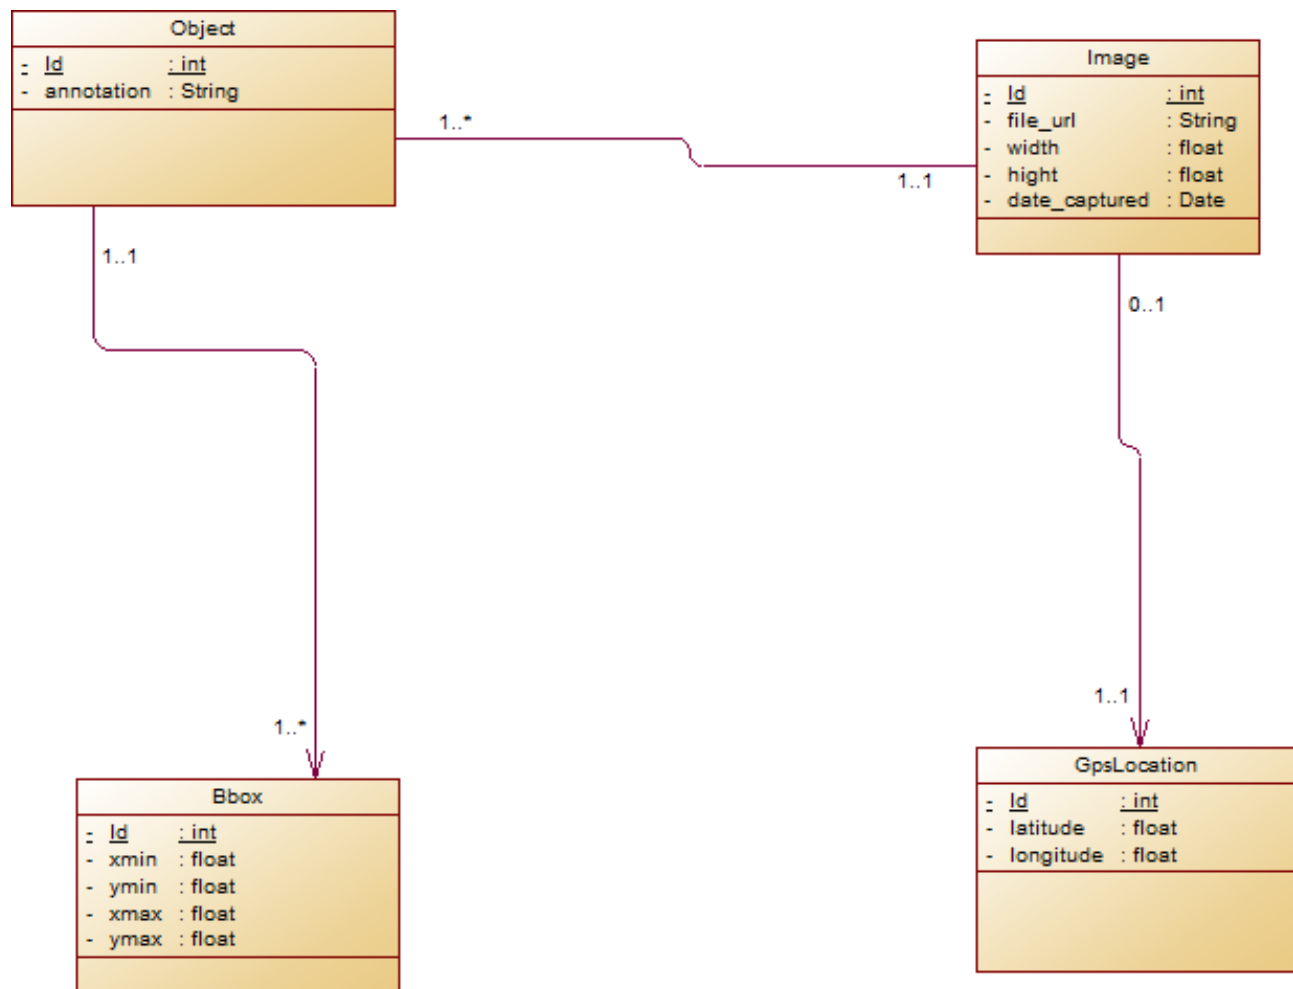 Object
- Id : int
- annotation : String
Image
- Id : int
- file_url : String
- width : float
- hight : float
- date_captured : Date
1..*
1..1
1..1
0..1
1..*
1..1
Bbox
- Id : int
- xmin : float
- ymin : float
- xmax : float
- ymax : float
GpsLocation
- Id : int
- latitude : float
- longitude : float